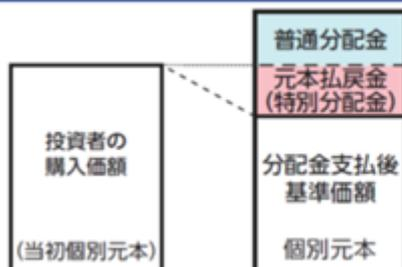 普通分配金
元本払戻金
(特別分配金)
投資者の
購入価額
(当初個別元本)
分配金支払後
基準価額
個別元本